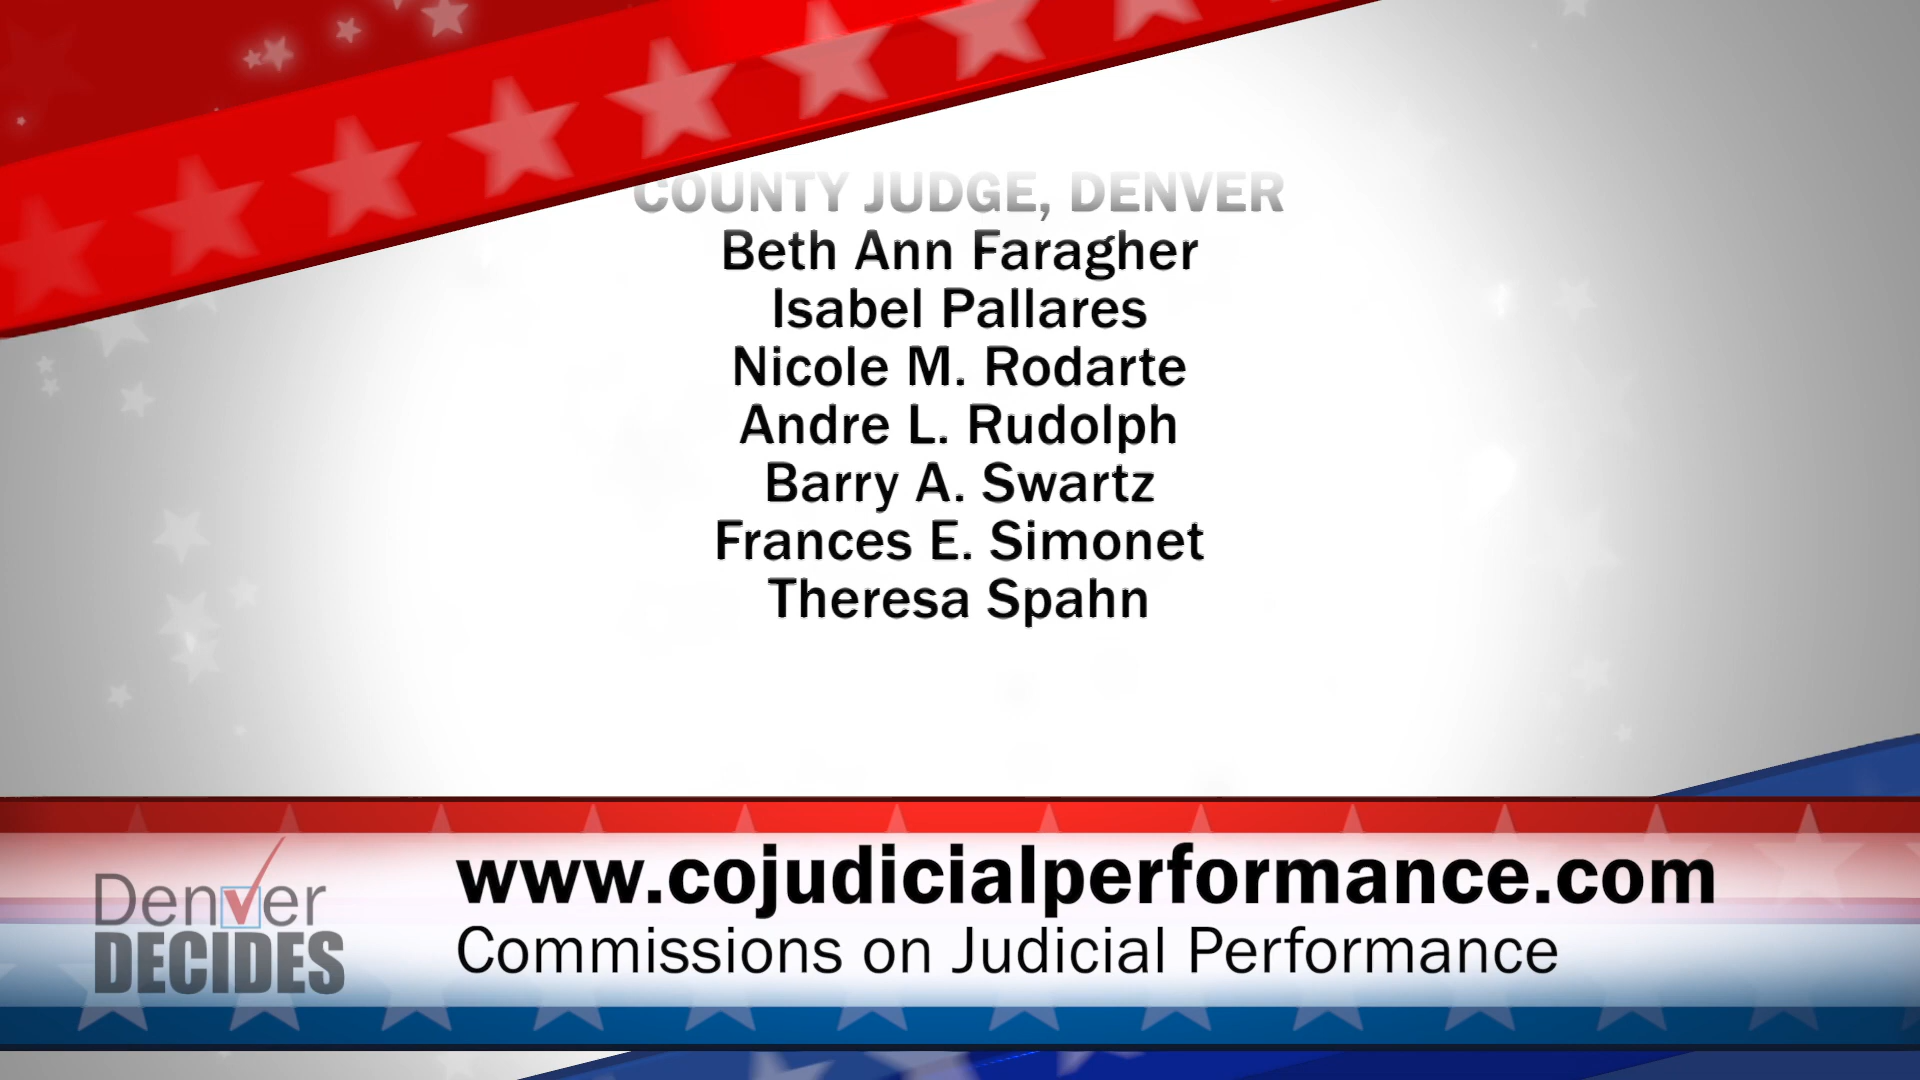 COUNTY JUDGE, DENVER
Beth Ann Faragher
Isabel Pallares
Nicole M. Rodarte
Andre L. Rudolph
Barry A. Swartz
Frances E. Simonet
Theresa Spahn
Denver
DECIDES
www.cojudicialperformance.com
Commissions on Judicial Performance